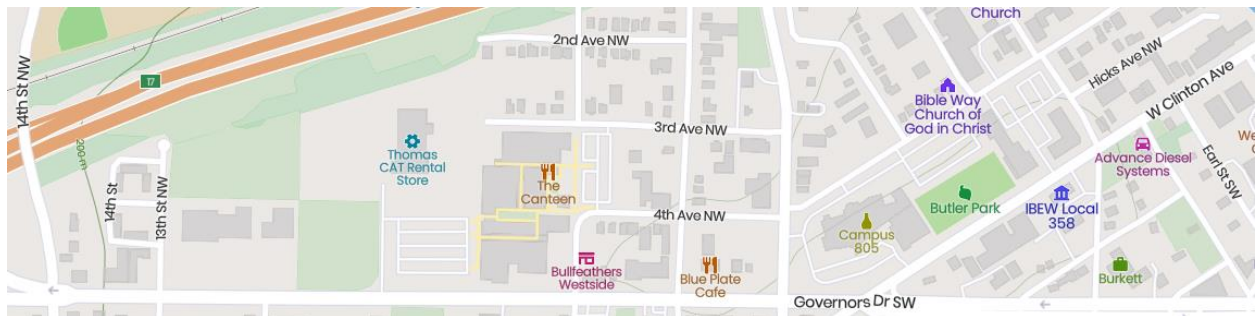 Church
2nd Ave NW
Hicks Ave NW
14th St NW
17
W Clinton Ave
Bible Way
Church of
God in Christ
3rd Ave NW
200 m
Thomas
CAT Rental
Store
Advance Diesel
Systems
Earl St SW
The
Canteen
14th St
13th St NW
Butler Park
IBEW Local
358
4th Ave NW
Campus
805
Bullfeathers
Westside
Blue Plate
Cafe
Burkett
Governors Dr SW